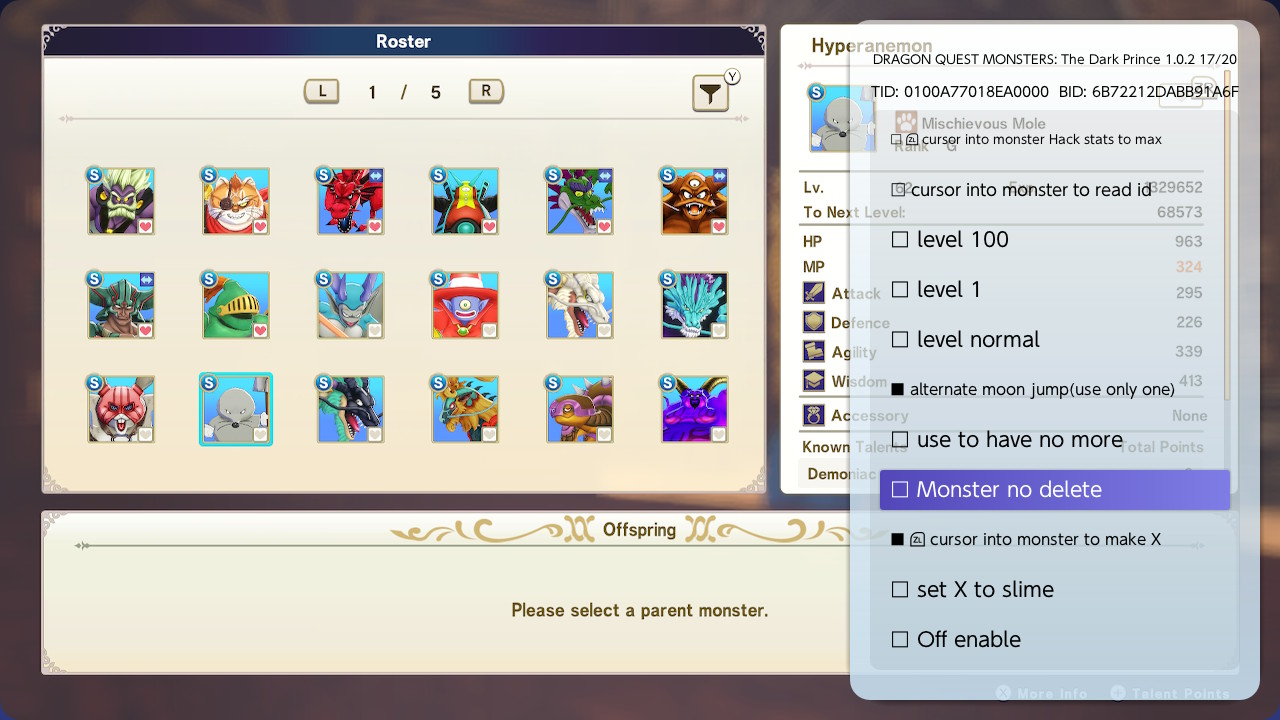 Roster
L 1 / 5 R
Y
Hyperanemon
DRAGON QUEST MONSTERS: The Dark Prince 1.0.2 17/20
TID: 0100A77018EA0000 BID: 6B72212DABB91A6F
Mischievous Mole
Rank G
ZL cursor into monster Hack stats to max
cursor into monster to read id
Lv. 62
329652
To Next Level: 68573
level 100
HP 963
MP 324
level 1
Attack 295
Defence 226
level normal
Agility 339
Wisdom 413
alternate moon jump(use only one)
Accessory None
use to have no more
Known Talents Total Points
Demoniac
Monster no delete
ZL cursor into monster to make X
set X to slime
Off enable
Offspring
Please select a parent monster.
X More Info + Talent Points